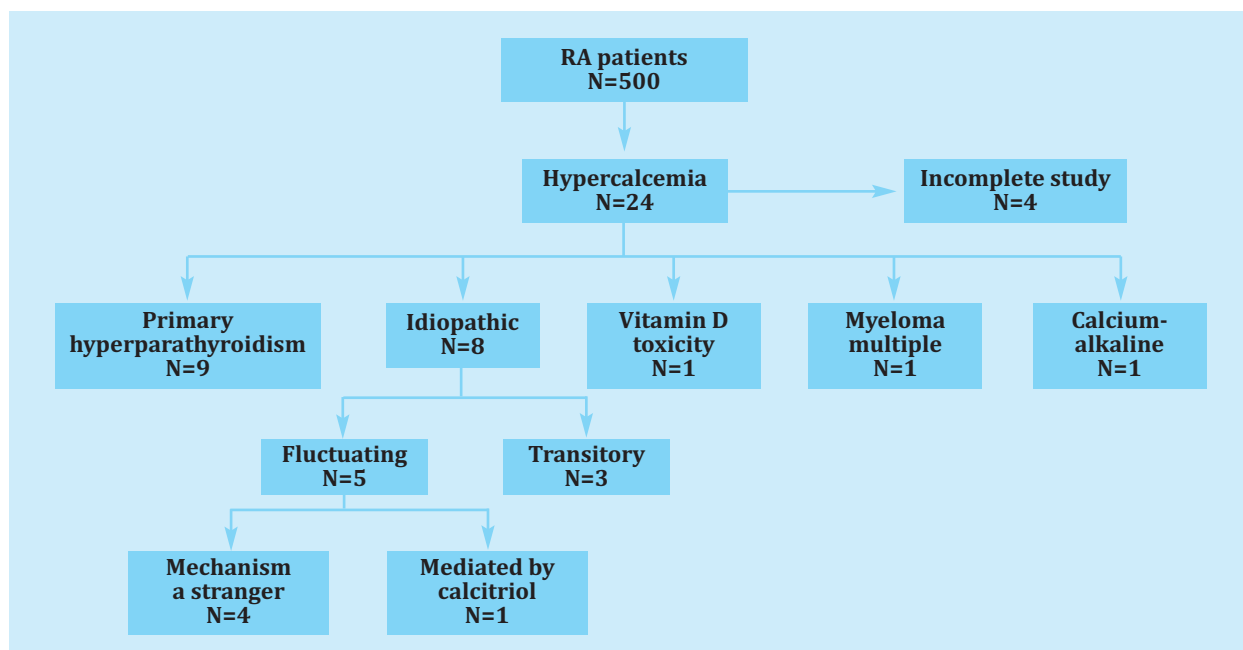 RA patients
N=500
Hypercalcemia
N=24
Incomplete study
N=4
Primary
hyperparathyroidism
N=9
Idiopathic
N=8
Vitamin D
toxicity
N=1
Myeloma
multiple
N=1
Calcium-
alkaline
N=1
Fluctuating
N=5
Transitory
N=3
Mechanism
a stranger
N=4
Mediated by
calcitriol
N=1